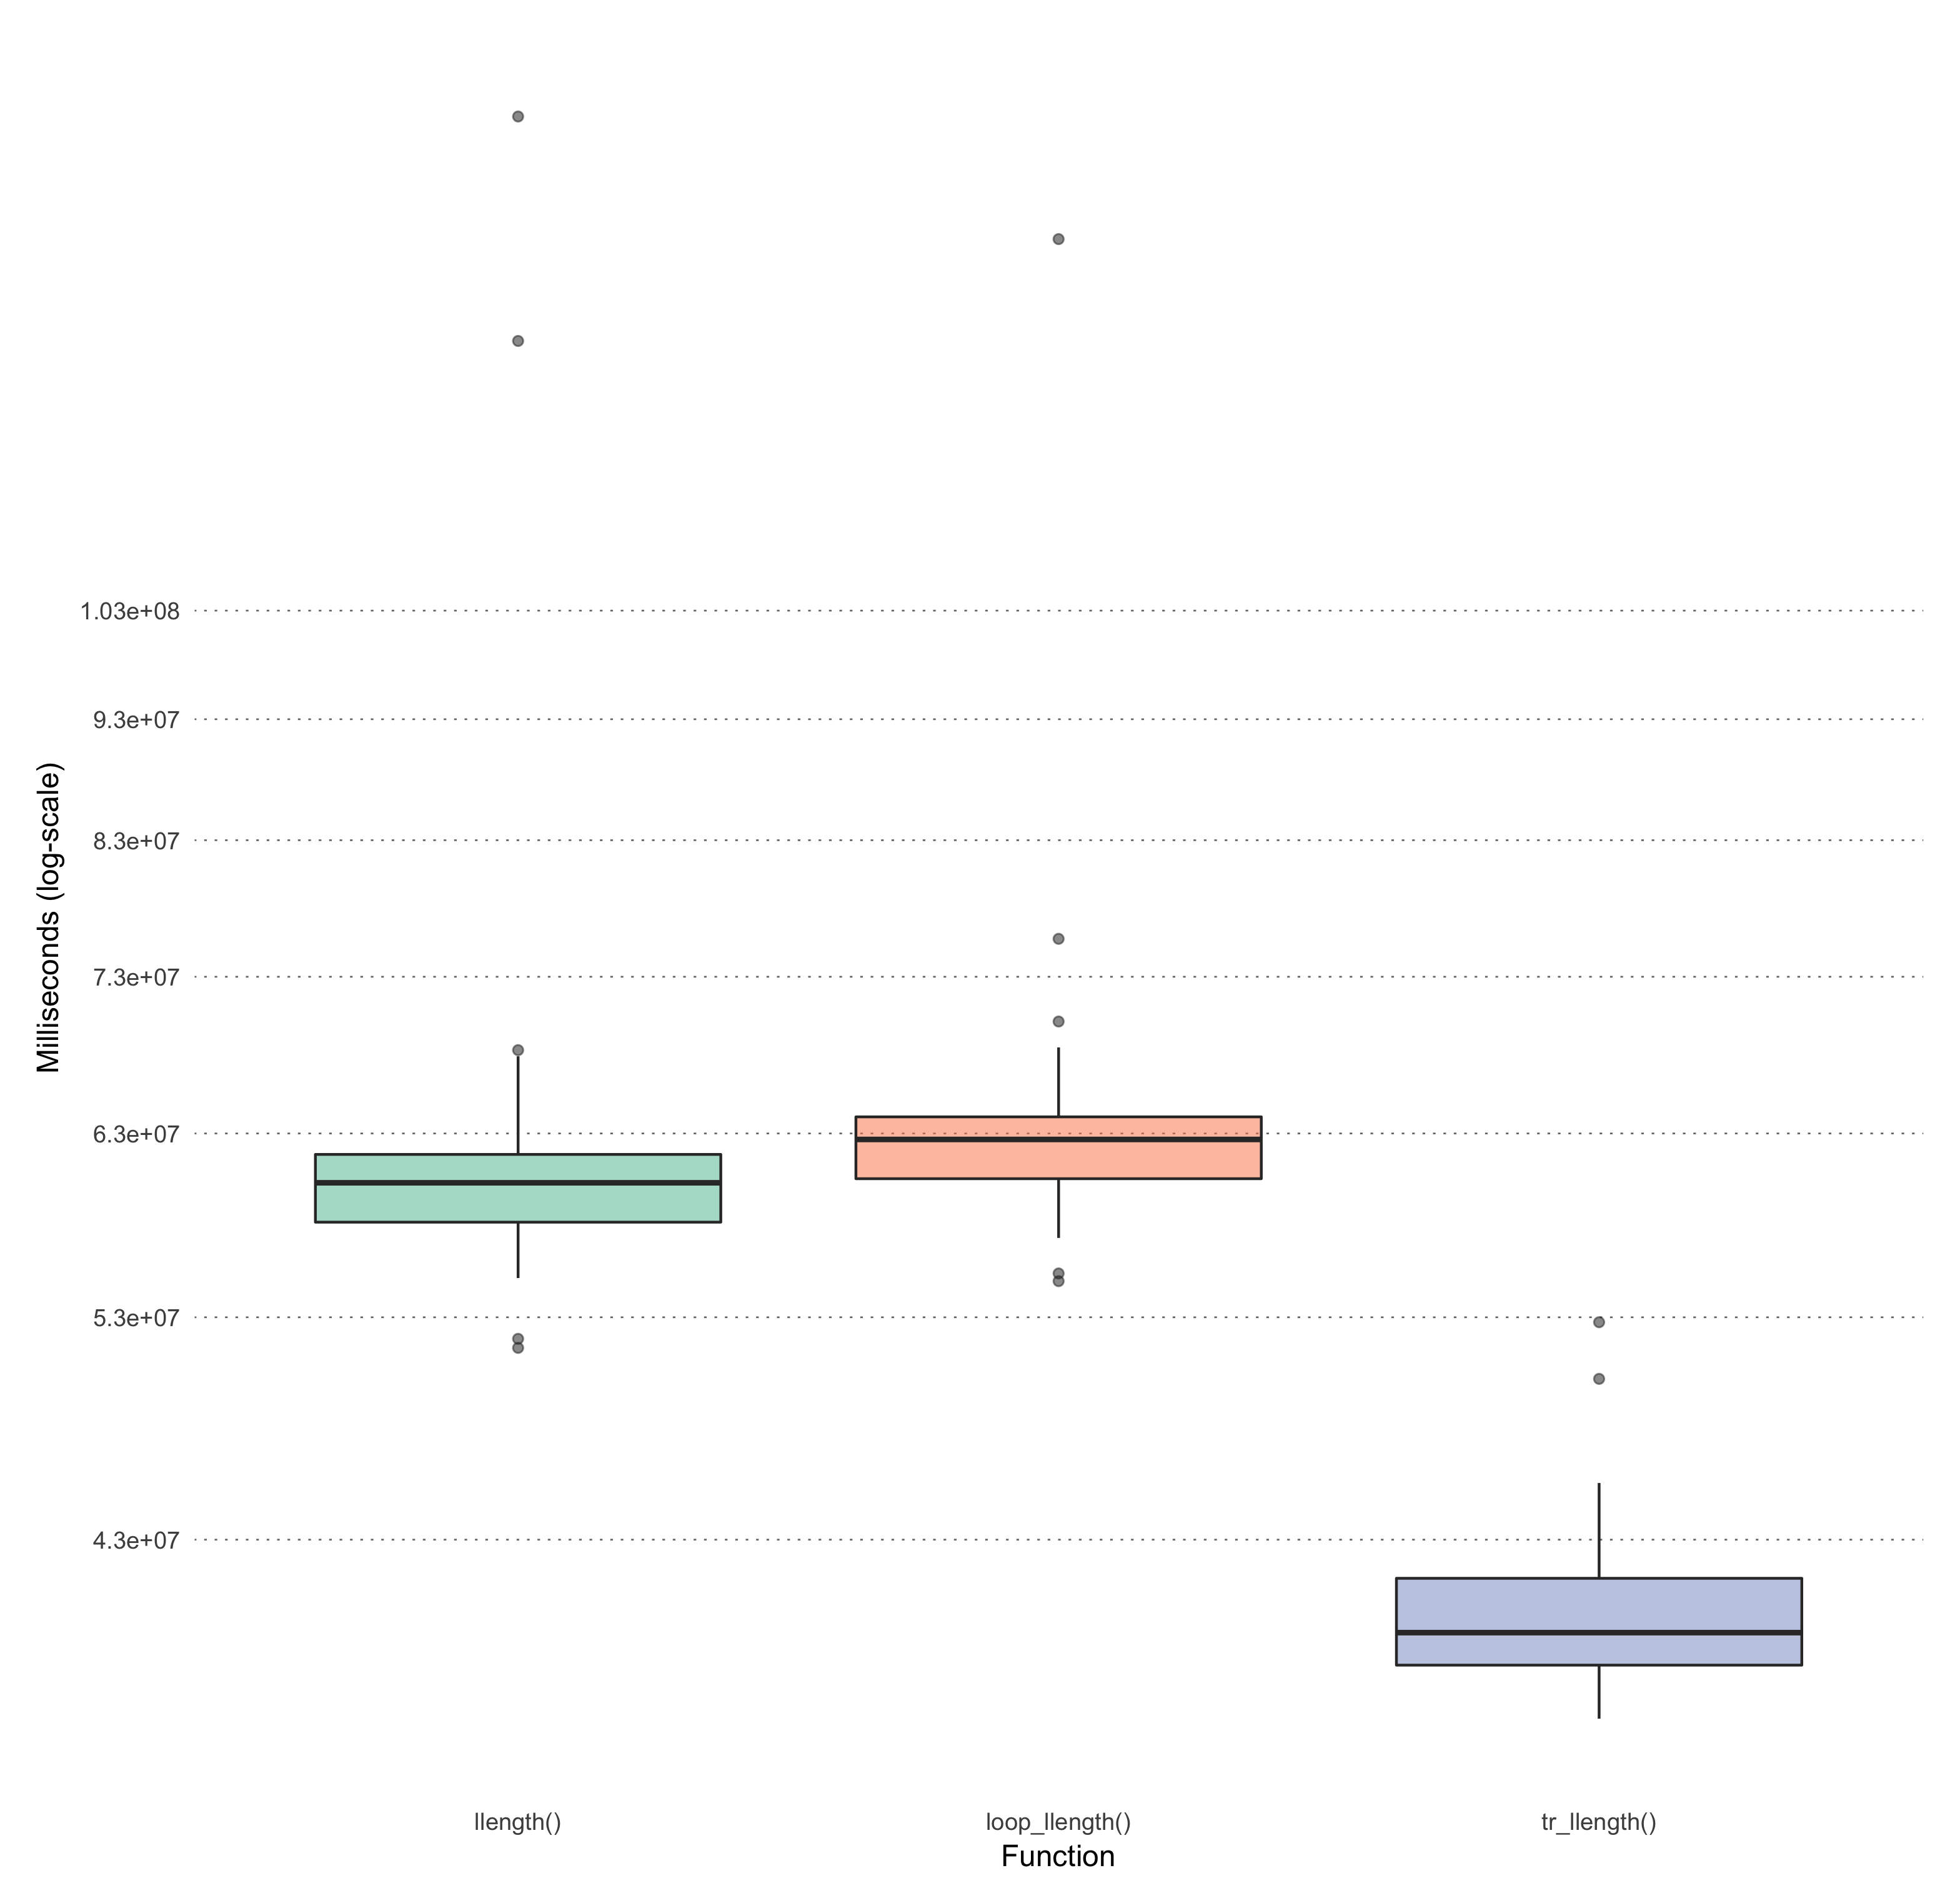 1.03e+08
9.3e+07
8.3e+07
7.3e+07
6.3e+07
5.3e+07
4.3e+07
Milliseconds (log-scale)
llength()
loop_llength()
tr_llength()
Function